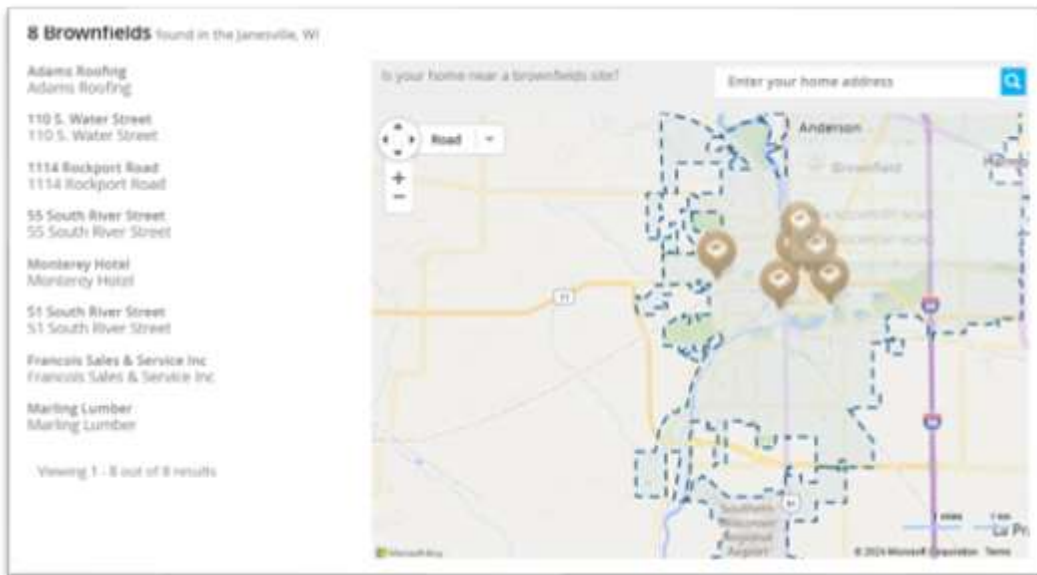 8 Brownfields found in the Janesville, WI
Adams Roofing
Adams Roofing
110 S. Water Street
110 S. Water Street
1114 Rockport Road
1114 Rockport Road
55 South River Street
55 South River Street
Monterey Hotel
Monterey Hotel
51 South River Street
51 South River Street
Francois Sales & Service Inc
Francois Sales & Service Inc
Marling Lumber
Marling Lumber
Viewing 1 - 8 out of 8 results
Is your home near a brownfields site?
Enter your home address
Road
Anderson
Brownfield
11
Southern
Wisconsin
Regional
Airport
La Pr
Microsoft Bing
© 2024 Microsoft Corporation Terms